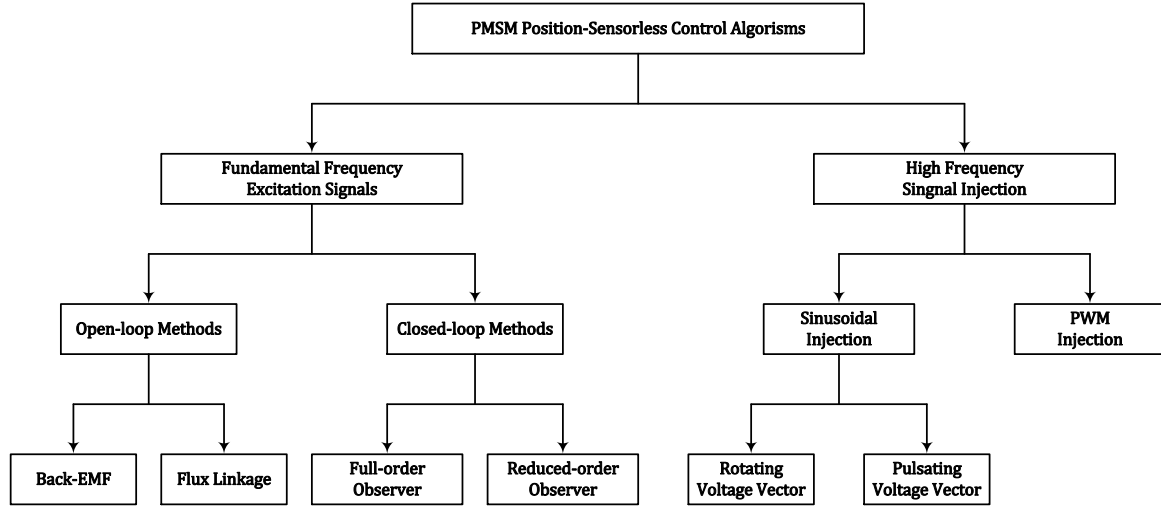 PMSM Position-Sensorless Control Algorisms
Fundamental Frequency
Excitation Signals
High Frequency
Singnal Injection
Open-loop Methods
Closed-loop Methods
Sinusoidal
Injection
PWM
Injection
Back-EMF
Flux Linkage
Full-order
Observer
Reduced-order
Observer
Rotating
Voltage Vector
Pulsating
Voltage Vector